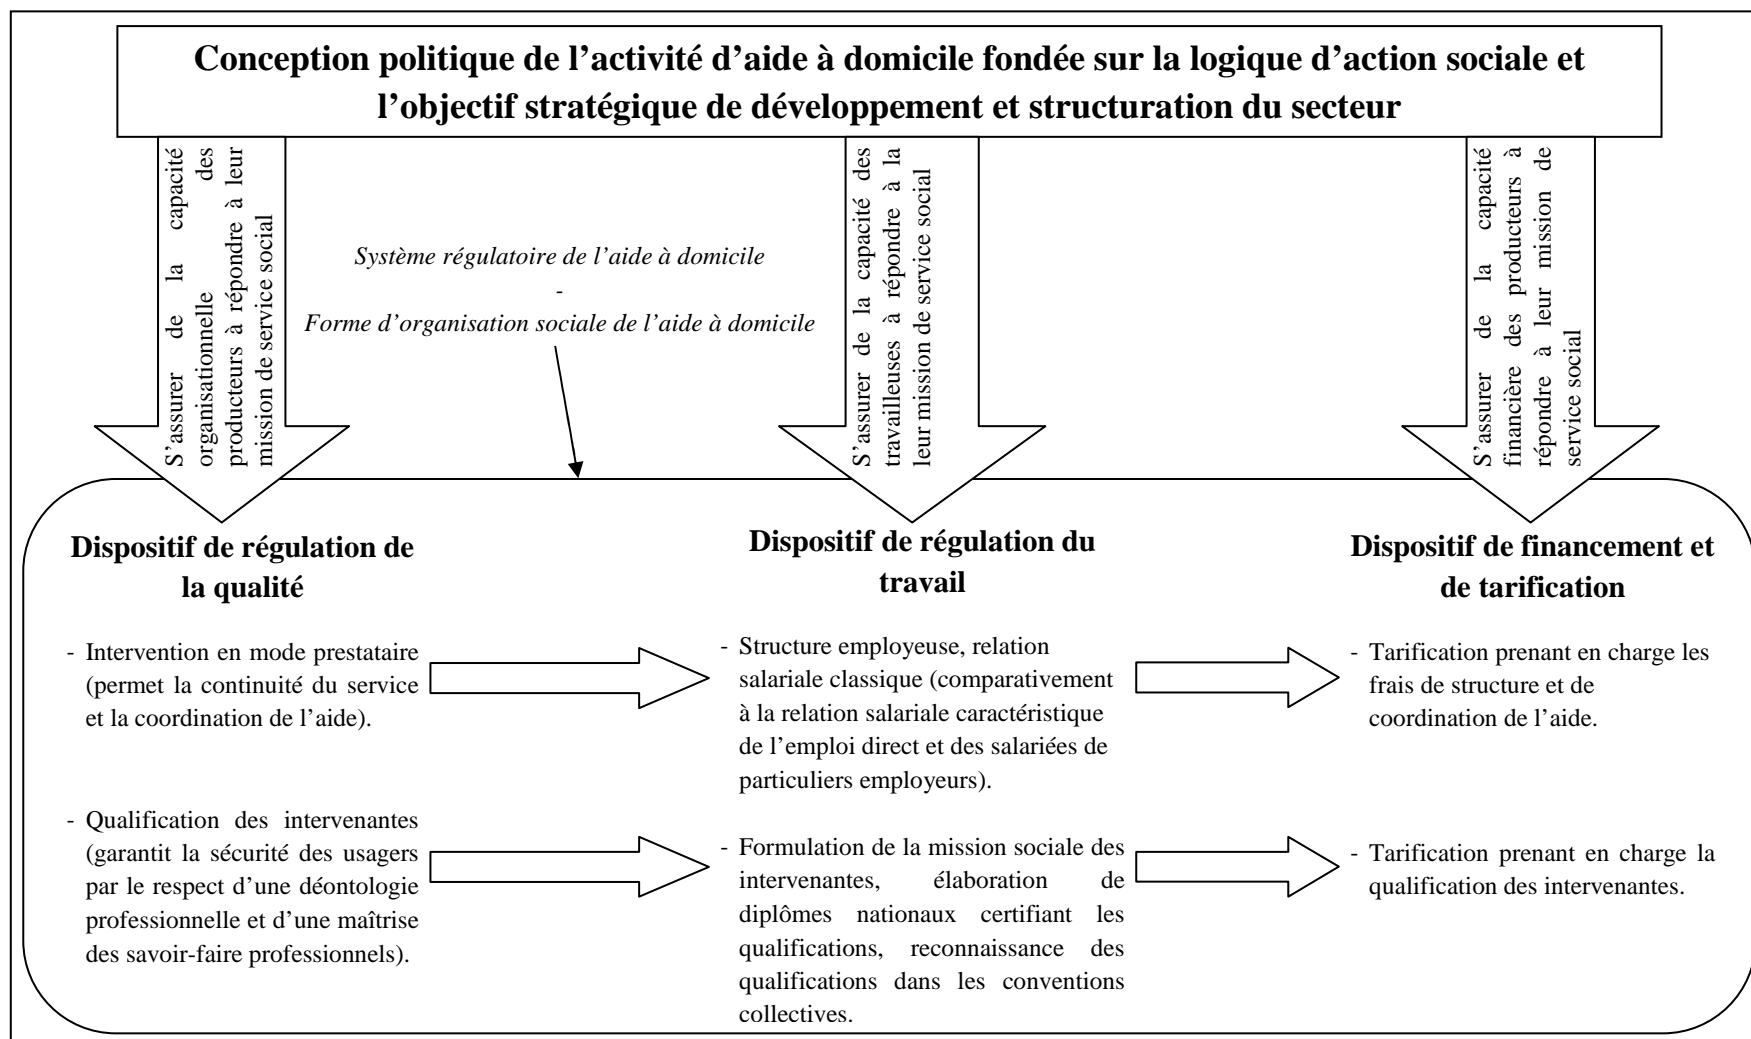 Conception politique de l’activité d’aide à domicile fondée sur la logique d’action sociale et
l’objectif stratégique de développement et structuration du secteur
S’assurer de la capacité
organisationnelle des
producteurs à répondre à leur
mission de service social
Système régulatoire de l’aide à domicile
-
Forme d’organisation sociale de l’aide à domicile
S’assurer de la capacité des
travailleuses à répondre à la
leur mission de service social
S’assurer de la capacité
financière des producteurs à
répondre à leur mission de
service social
Dispositif de régulation de
la qualité
- Intervention en mode prestataire
(permet la continuité du service
et la coordination de l’aide).
- Qualification des intervenantes
(garantit la sécurité des usagers
par le respect d’une déontologie
professionnelle et d’une maîtrise
des savoir-faire professionnels).
Dispositif de régulation du
travail
- Structure employeuse, relation
salariale classique (comparativement
à la relation salariale caractéristique
de l’emploi direct et des salariées de
particuliers employeurs).
- Formulation de la mission sociale des
intervenantes, élaboration de
diplômes nationaux certifiant les
qualifications, reconnaissance des
qualifications dans les conventions
collectives.
Dispositif de financement et
de tarification
- Tarification prenant en charge les
frais de structure et de
coordination de l’aide.
- Tarification prenant en charge la
qualification des intervenantes.